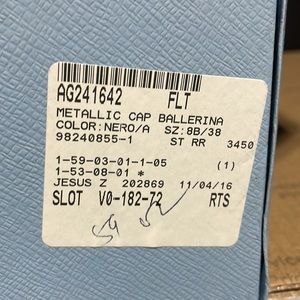 AG241642 FLT
METALLIC CAP BALLERINA
COLOR:NERO/A SZ:8B/38
98240855-1 ST RR 3450
1-59-03-01-1-05 (1)
1-53-08-01 *
JESUS Z 202869 11/04/16
SLOT V0-182-72 RTS